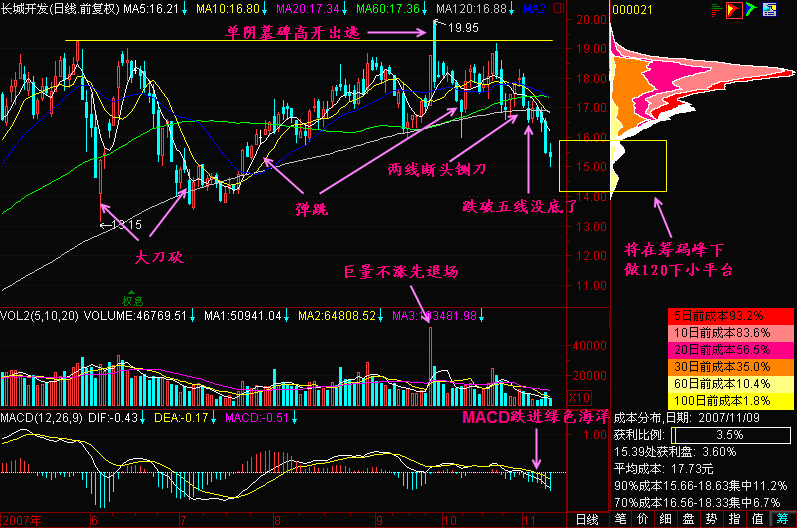 长城开发(日线.前复权) MA5:16.21↓ MA10:16.80↓ MA20:17.34↓ MA60:17.36↓ MA120:16.88↓ MA2
000021
单阴墓碑高开出逃
19.95
20.00
19.00
18.00
17.00
16.00
15.00
14.00
13.00
12.00
11.00
两线断头铡刀
弹跳
跌破五线没底了
13.15
大刀砍
将在筹码峰下
做120下小平台
巨量不涨先退场
权息
VOL2(5,10,20) VOLUME:46769.51↓ MA1:50941.04↓ MA2:64808.52↓ MA3:103481.98↓
40000
20000
X10
5日前成本93.2%
10日前成本83.6%
20日前成本56.5%
30日前成本35.0%
60日前成本10.4%
100日前成本1.8%
MACD(12,26,9) DIF:-0.43↓ DEA:-0.17↓ MACD:-0.51↓
MACD跌进绿色海洋
1.00
0.00
成本分布,日期: 2007/11/09
获利比例: 3.5%
15.39处获利盘: 3.60%
平均成本: 17.73元
90%成本15.66-18.63集中11.2%
70%成本16.56-18.33集中6.7%
2007年 6 7 8 9 10 11 日线
笔 价 细 盘 势 指 值 筹